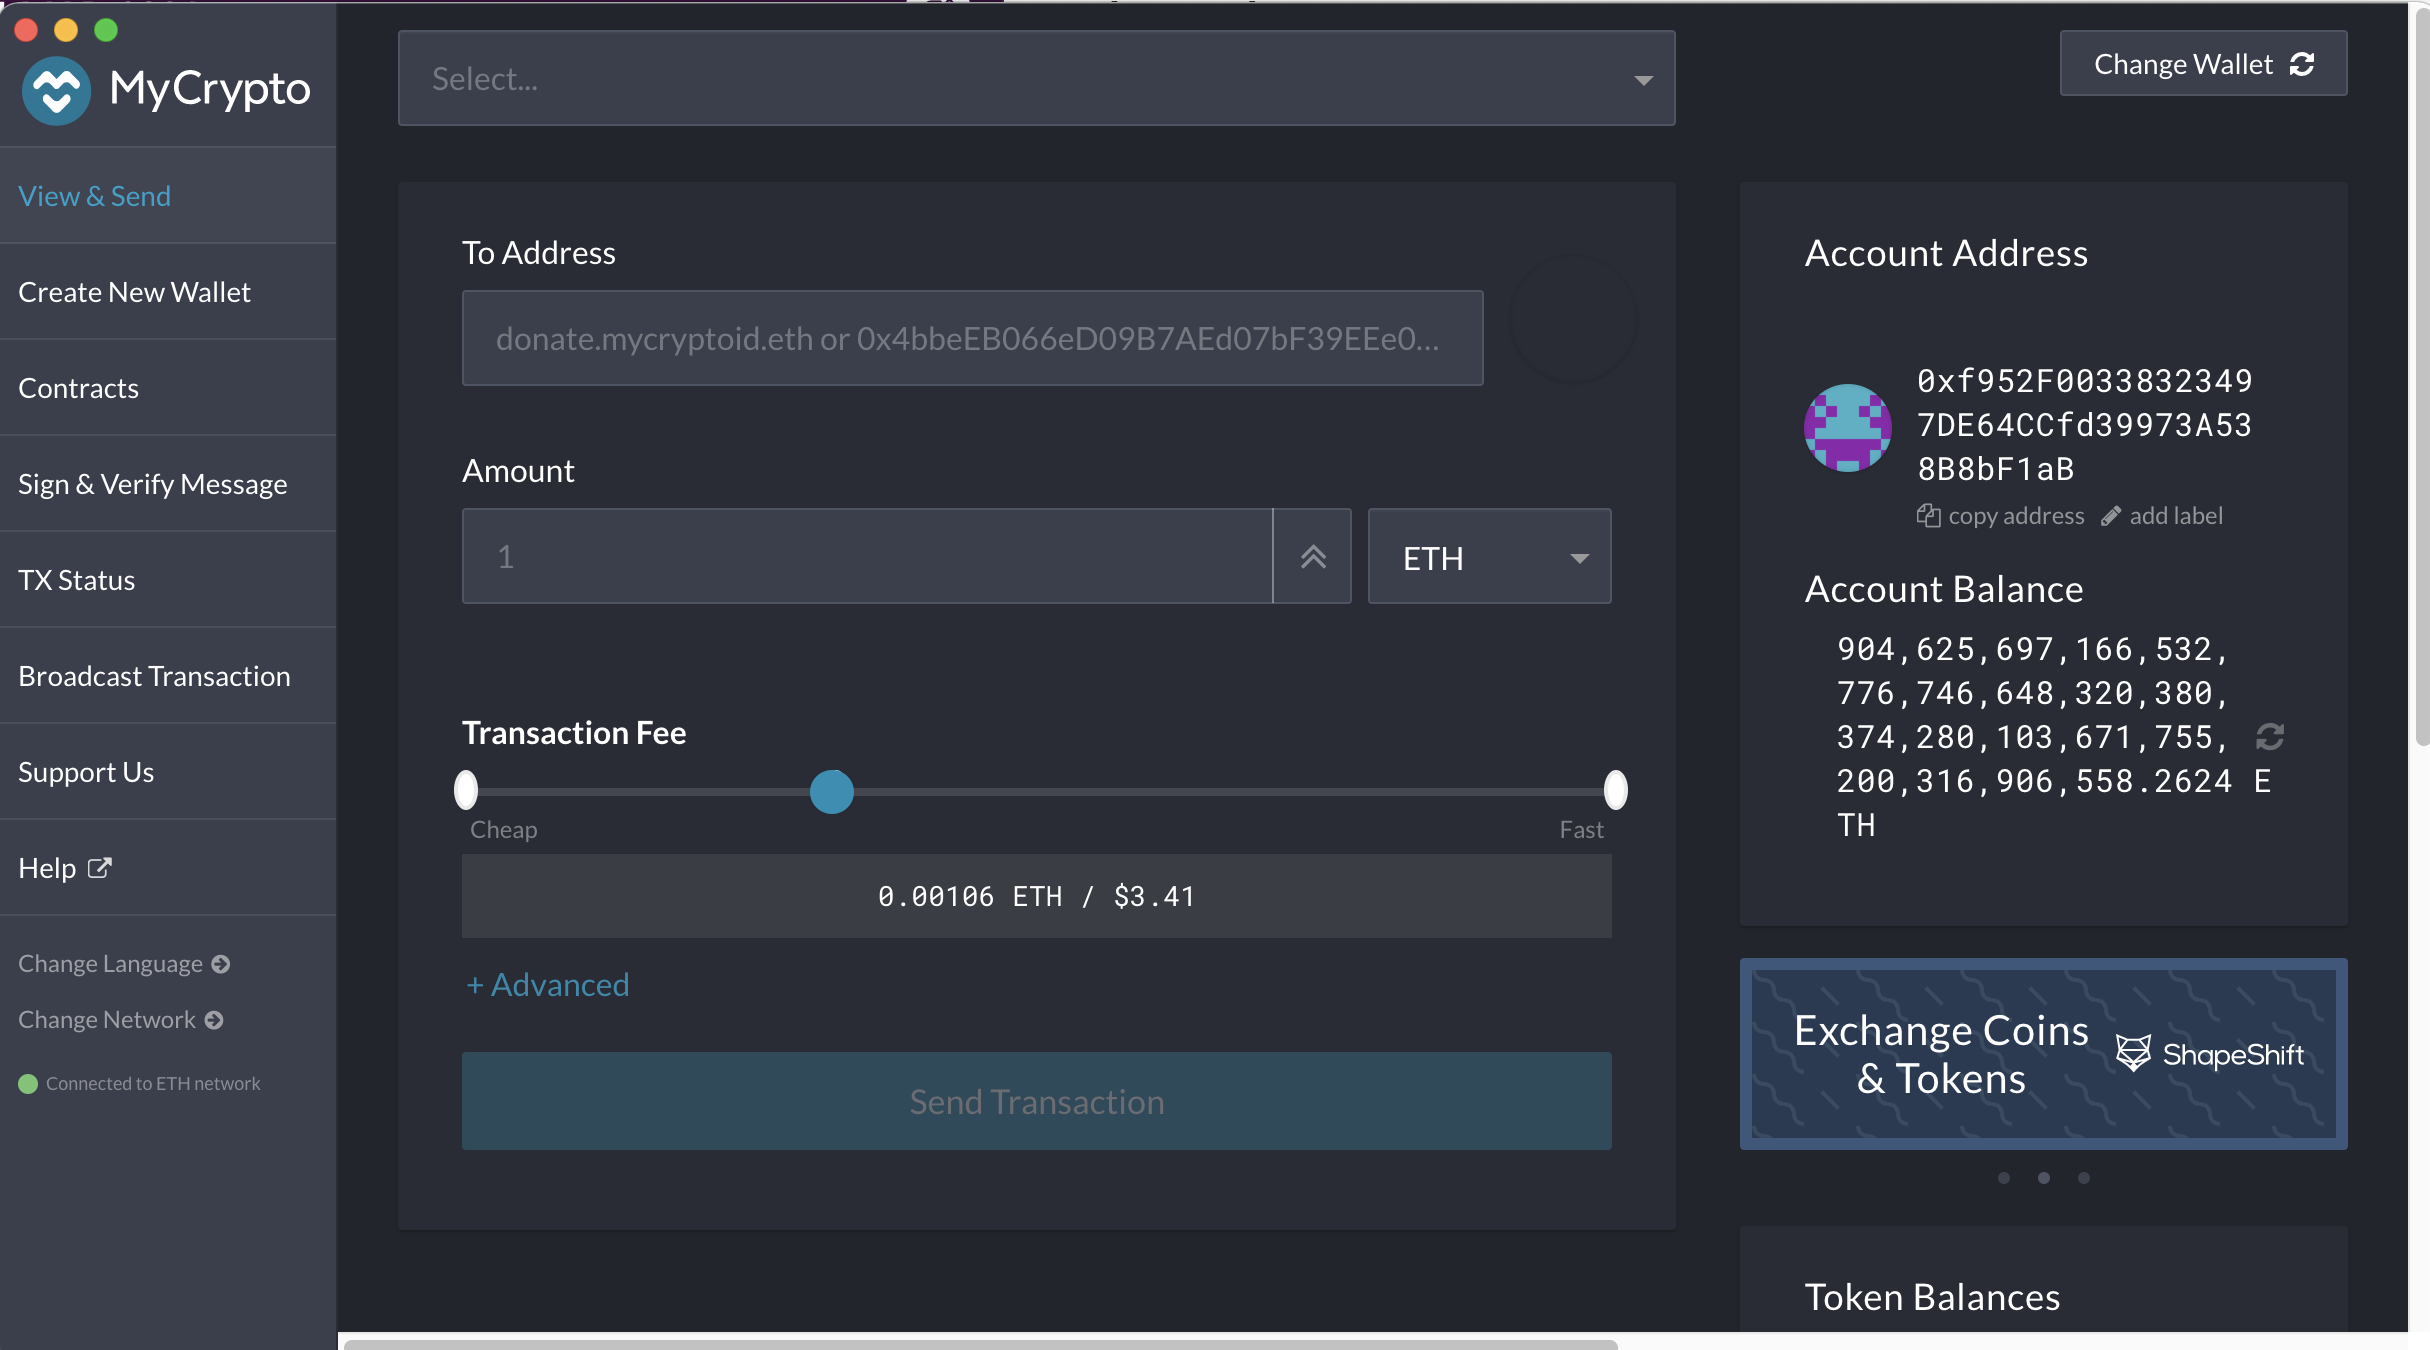 MyCrypto
View & Send
Create New Wallet
Contracts
Sign & Verify Message
TX Status
Broadcast Transaction
Support Us
Help
Change Language
Change Network
Connected to ETH network
Select...
Change Wallet
To Address
donate.mycryptoid.eth or 0x4bbeEB066eD09B7AEd07bF39EEe0...
Amount
1
ETH
Transaction Fee
Cheap
Fast
0.00106 ETH / $3.41
+ Advanced
Send Transaction
Account Address
0xf952F0033832349
7DE64CCfd39973A53
8B8bF1aB
copy address
add label
Account Balance
904,625,697,166,532,
776,746,648,320,380,
374,280,103,671,755,
200,316,906,558.2624 E
TH
Exchange Coins
& Tokens
ShapeShift
Token Balances